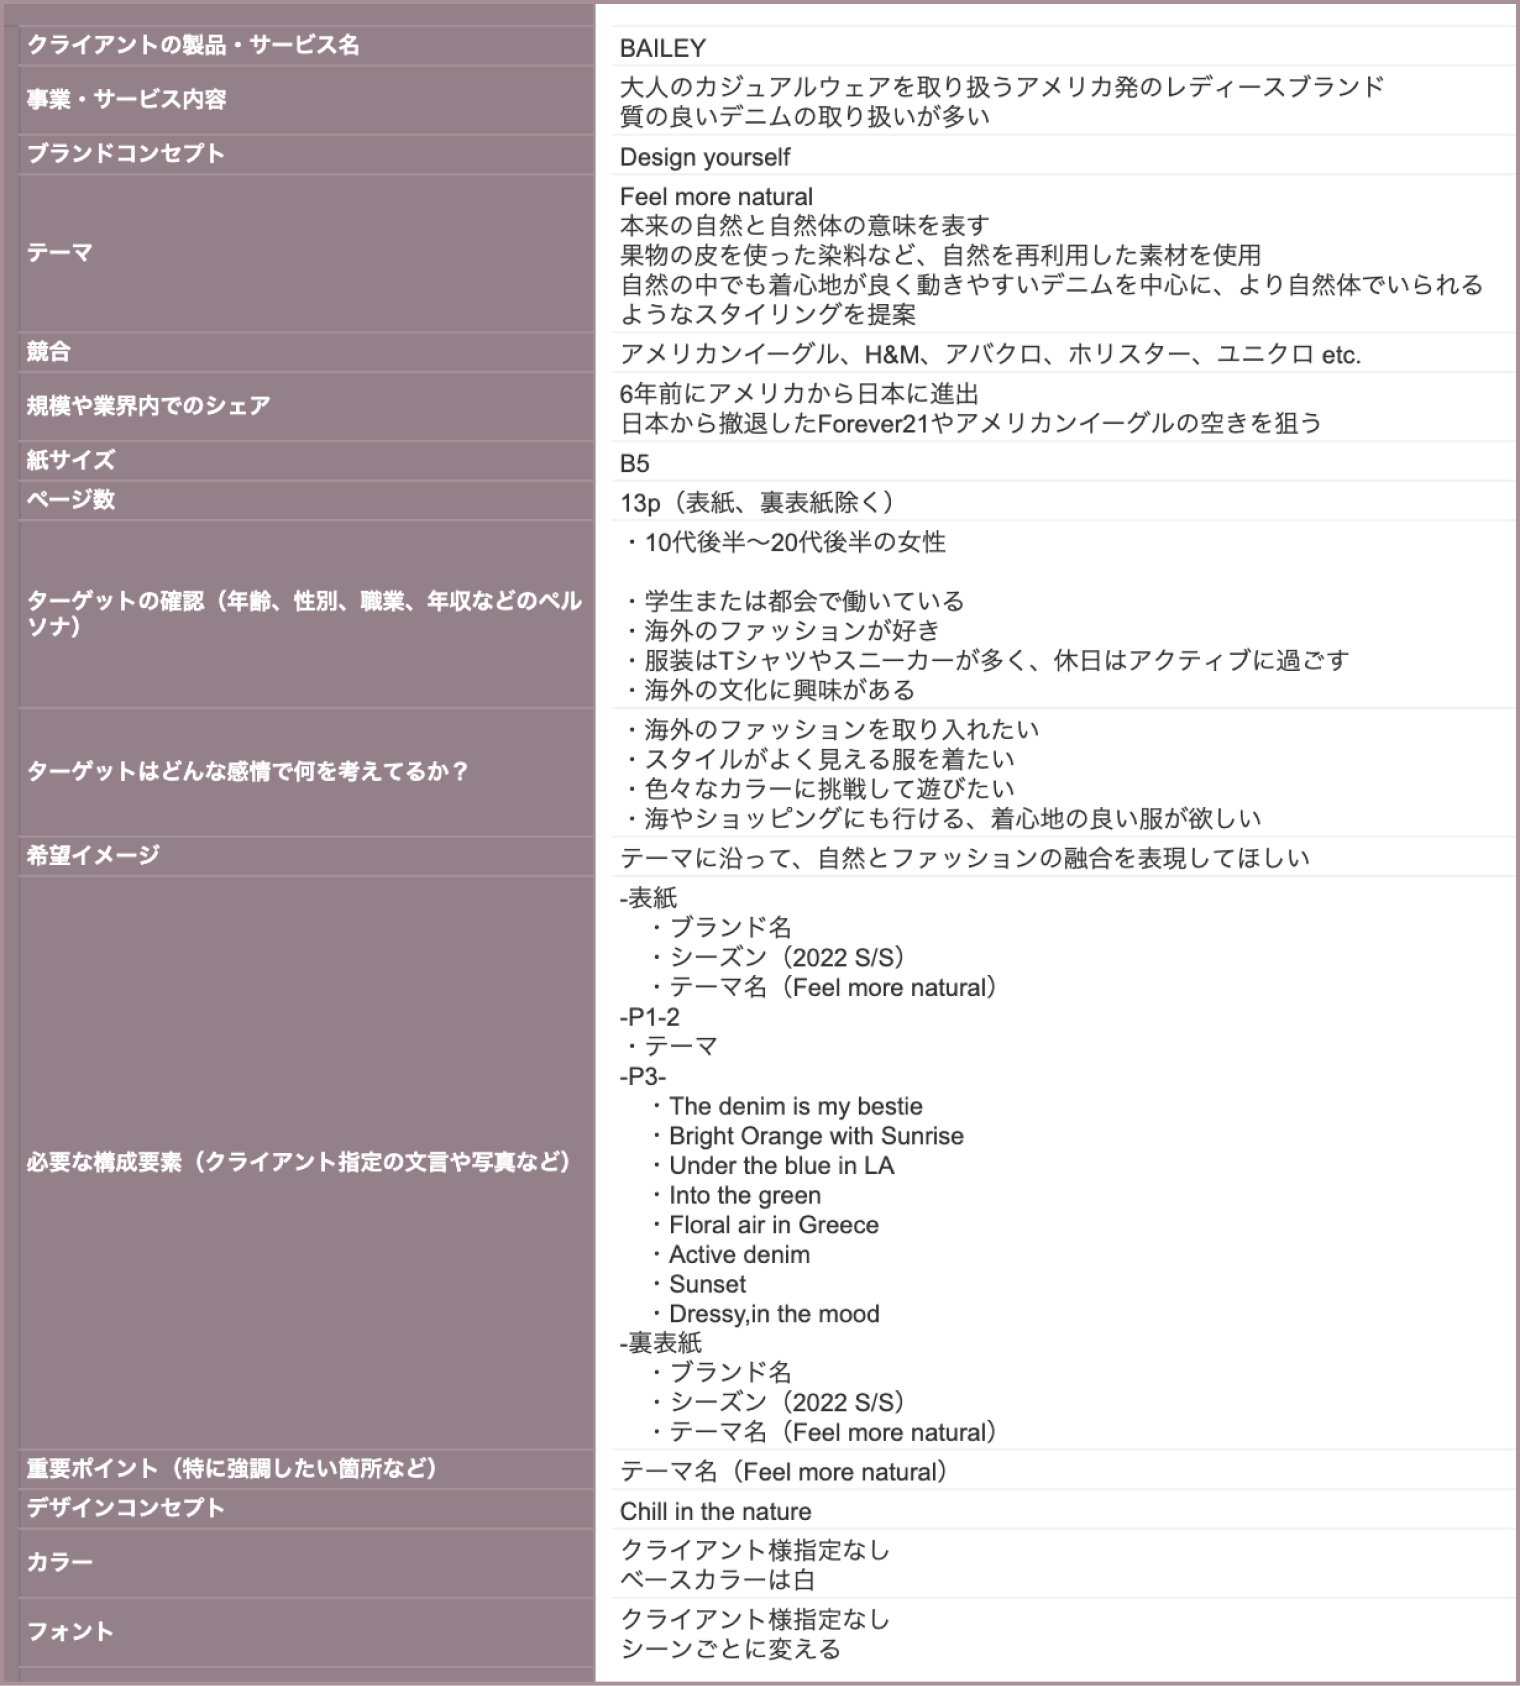 クライアントの製品・サービス名
BAILEY
事業・サービス内容
大人のカジュアルウェアを取り扱うアメリカ発のレディースブランド
質の良いデニムの取り扱いが多い
ブランドコンセプト
Design yourself
テーマ
Feel more natural
本来の自然と自然体の意味を表す
果物の皮を使った染料など、自然を再利用した素材を使用
自然の中でも着心地が良く動きやすいデニムを中心に、より自然体でいられる
ようなスタイリングを提案
競合
アメリカンイーグル、H&M、アバクロ、ホリスター、ユニクロ etc.
規模や業界内でのシェア
6年前にアメリカから日本に進出
日本から撤退したForever21やアメリカンイーグルの空きを狙う
紙サイズ
B5
ページ数
13p（表紙、裏表紙除く）
ターゲットの確認（年齢、性別、職業、年収などのペル
ソナ）
・10代後半〜20代後半の女性
・学生または都会で働いている
・海外のファッションが好き
・服装はTシャツやスニーカーが多く、休日はアクティブに過ごす
・海外の文化に興味がある
ターゲットはどんな感情で何を考えてるか？
・海外のファッションを取り入れたい
・スタイルがよく見える服を着たい
・色々なカラーに挑戦して遊びたい
・海やショッピングにも行ける、着心地の良い服が欲しい
希望イメージ
テーマに沿って、自然とファッションの融合を表現してほしい
必要な構成要素（クライアント指定の文言や写真など）
-表紙
・ブランド名
・シーズン（2022 S/S）
・テーマ名（Feel more natural）
-P1-2
・テーマ
-P3-
・The denim is my bestie
・Bright Orange with Sunrise
・Under the blue in LA
・Into the green
・Floral air in Greece
・Active denim
・Sunset
・Dressy,in the mood
-裏表紙
・ブランド名
・シーズン（2022 S/S）
・テーマ名（Feel more natural）
重要ポイント（特に強調したい箇所など）
テーマ名（Feel more natural）
デザインコンセプト
Chill in the nature
カラー
クライアント様指定なし
ベースカラーは白
フォント
クライアント様指定なし
シーンごとに変える